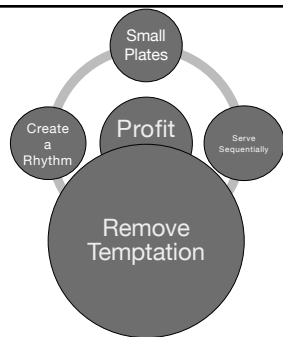 Small
Plates
Create
a
Rhythm
Profit
Serve
Sequentially
Remove
Temptation